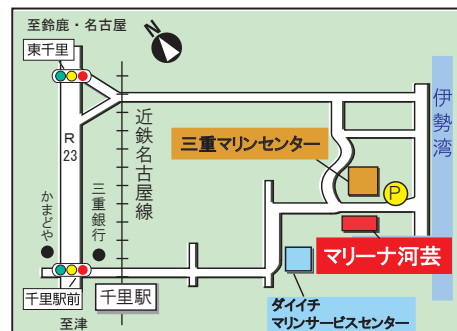 至鈴鹿・名古屋
東千里
N
R
23
近鉄名古屋線
三重マリンセンター
伊勢湾
P
かまどや
三重銀行
マリーナ河芸
千里駅前
千里駅
ダイイチ
マリンサービスセンター
至津